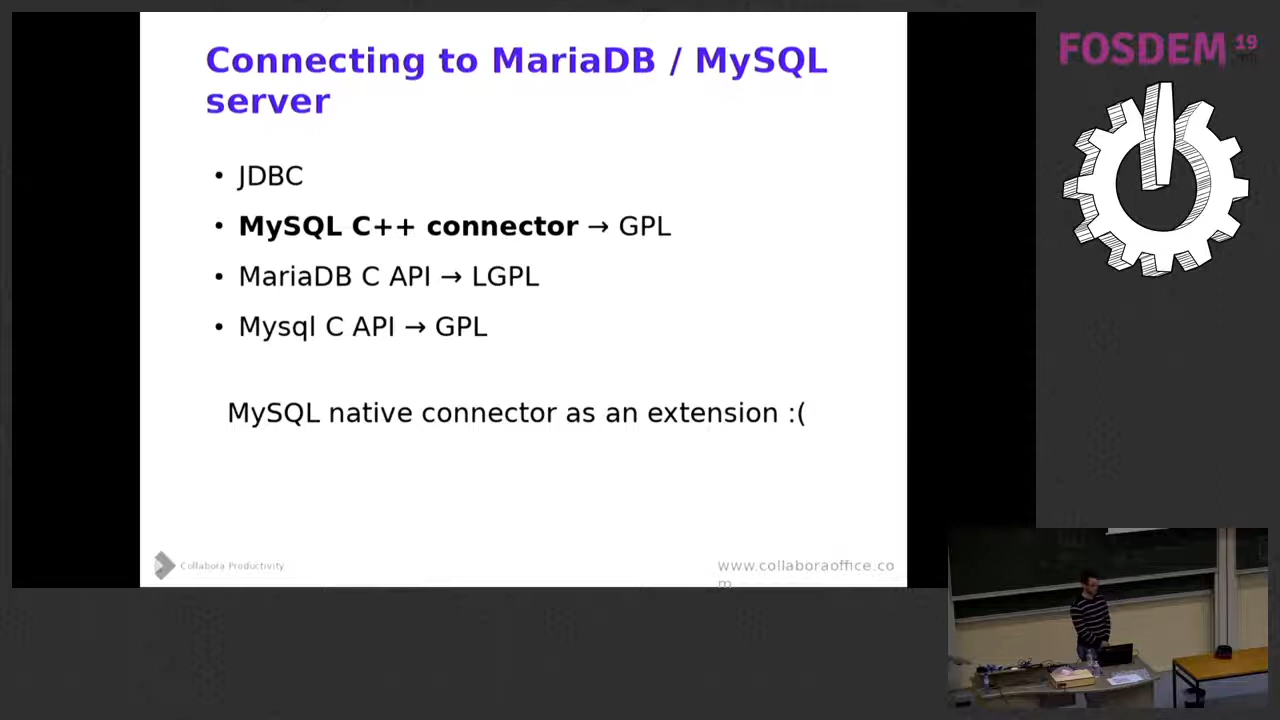 Connecting to MariaDB / MySQL
server
• JDBC
• MySQL C++ connector → GPL
• MariaDB C API → LGPL
• Mysql C API → GPL
MySQL native connector as an extension :(
Collabora Productivity
www.collaboraoffice.co
m
FOSDEM 19